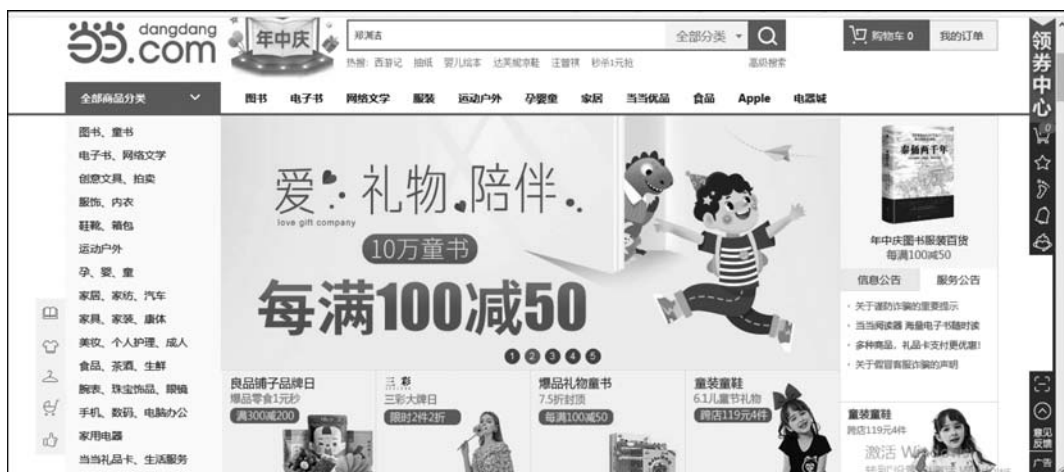 dangdang
.com
年中庆
郑渊洁
全部分类
购物车 0
我的订单
热搜: 西游记 抽纸 婴儿绘本 达芙妮凉鞋 汪曾祺 秒杀1元抢
高级搜索
全部商品分类
图书 电子书 网络文学 服装 运动户外 孕婴童 家居 当当优品 食品 Apple 电器城
图书、童书
电子书、网络文学
创意文具、拍卖
服饰、内衣
鞋靴、箱包
运动户外
孕、婴、童
家居、家纺、汽车
家具、家装、康体
美妆、个人护理、成人
食品、茶酒、生鲜
腕表、珠宝饰品、眼镜
手机、数码、电脑办公
家用电器
当当礼品卡、生活服务
爱·礼物·陪伴
love gift company
10万童书
每满100减50
1 2 3 4 5
良品铺子品牌日
爆品零食1元秒
满300减200
三彩
三彩大牌日
限时2件2折
爆品礼物童书
7.5折封顶
每满100减50
童装童鞋
6.1儿童节礼物
跨店119元4件
秦扬两千年
年中庆图书服装百货
每满100减50
信息公告
服务公告
关于谨防诈骗的重要提示
当当阅读器 海量电子书随时读
多种商品,礼品卡支付更优惠!
关于假冒客服诈骗的声明
童装童鞋
跨店119元4件
激活 Win
领券中心
0
意见反馈
广告